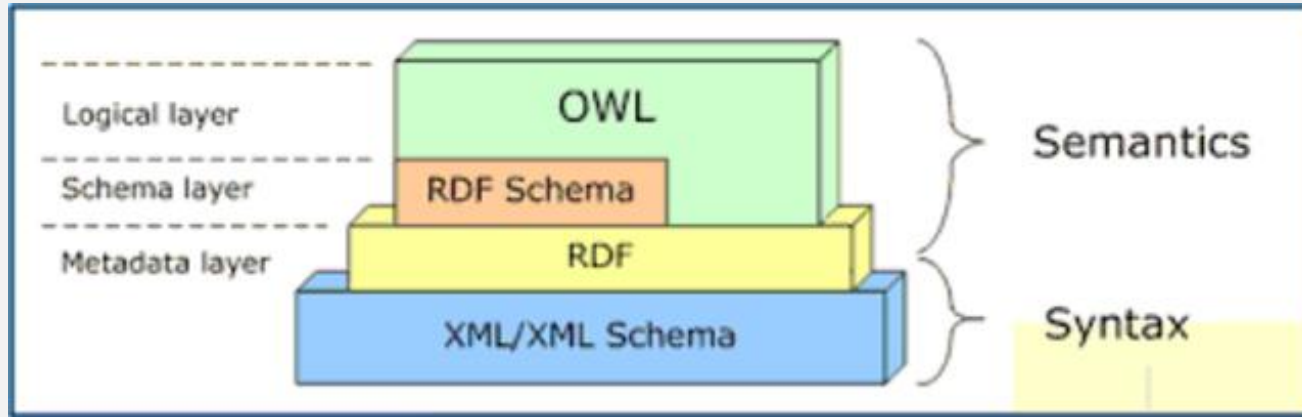 Logical layer
OWL
Semantics
Schema layer
RDF Schema
Metadata layer
RDF
XML/XML Schema
Syntax